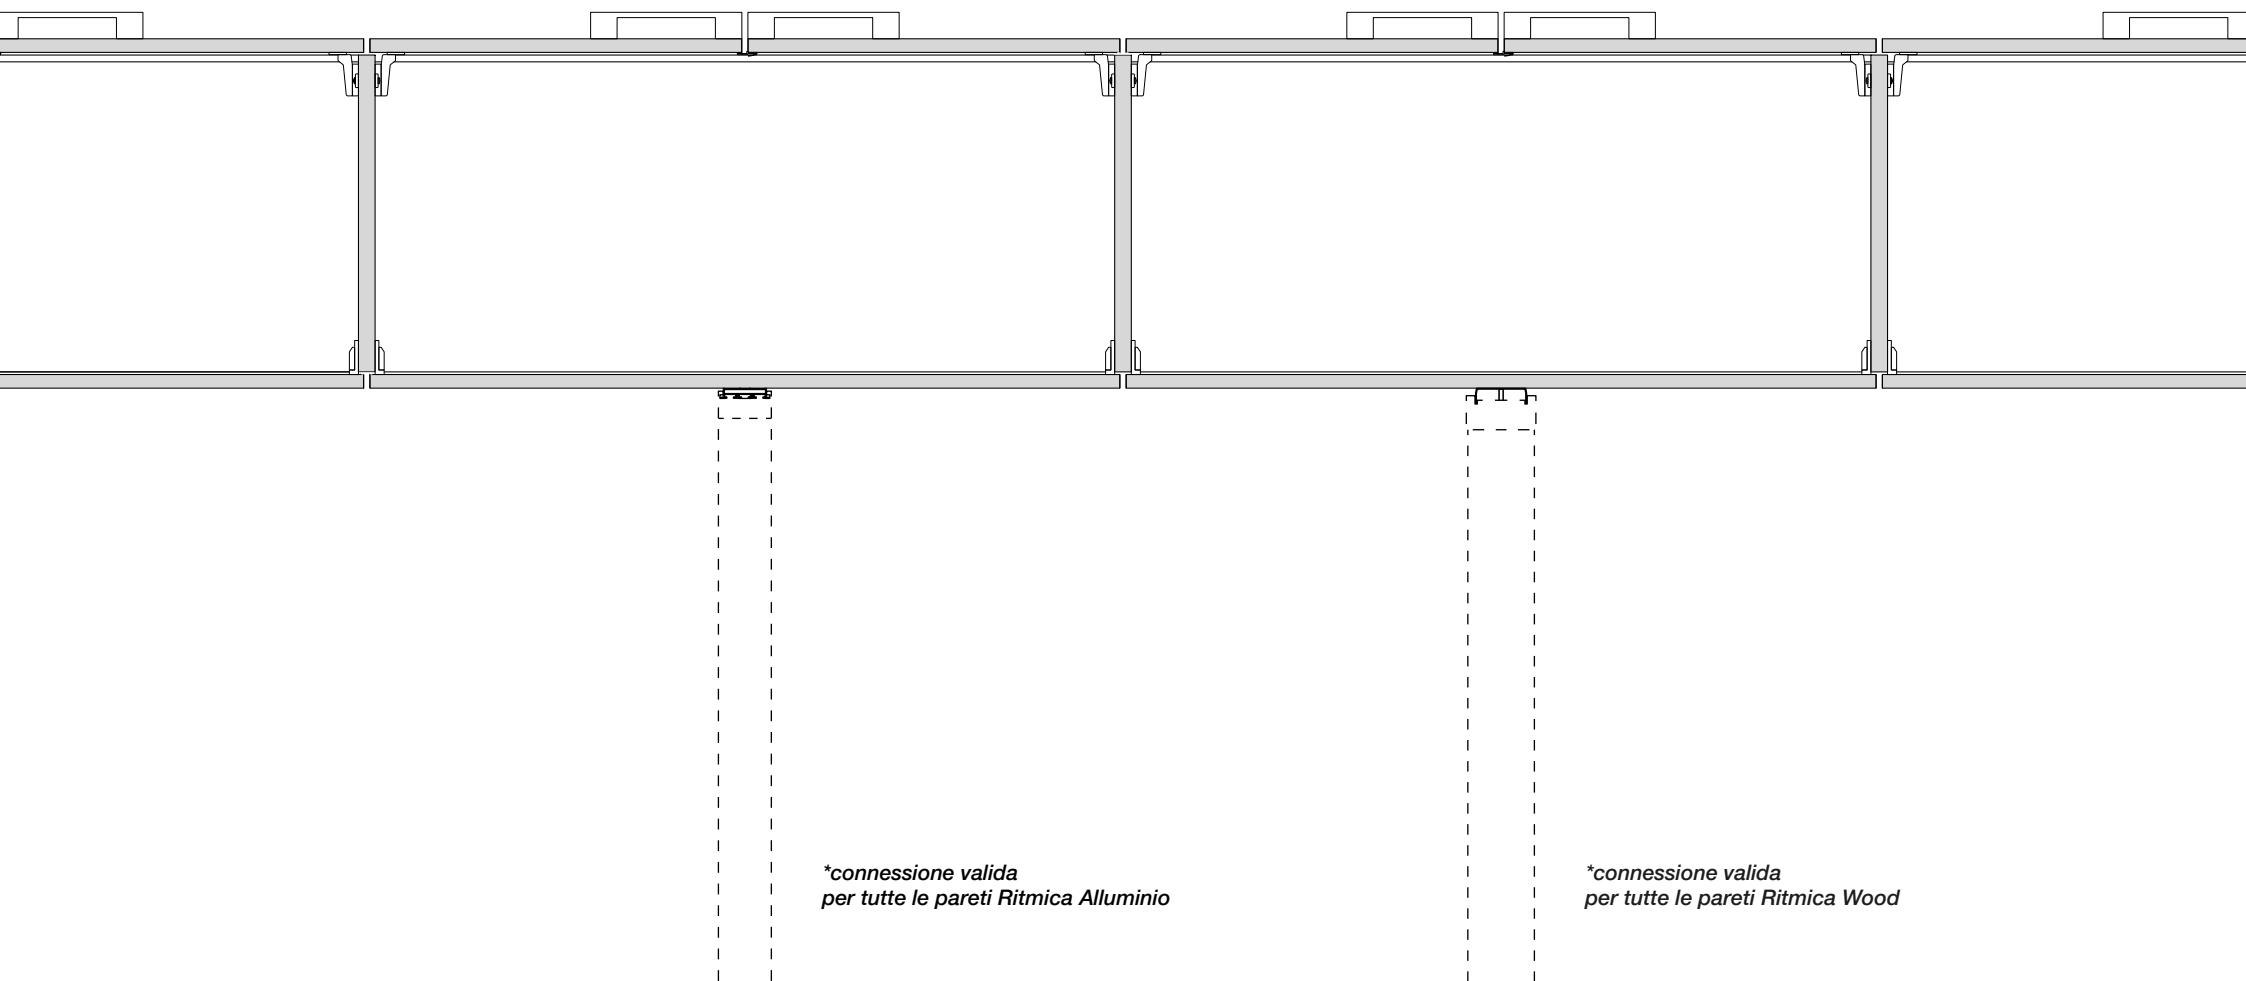 *connessione valida
per tutte le pareti Ritmica Alluminio
*connessione valida
per tutte le pareti Ritmica Wood